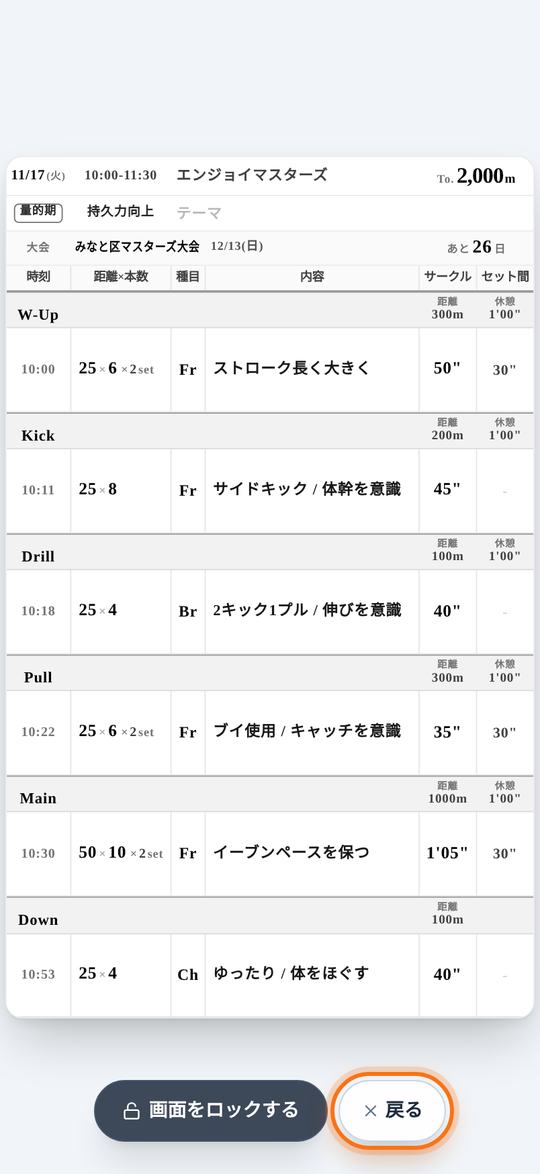 11/17(火) 10:00-11:30 エンジョイマスターズ To. 2,000m
量的期 持久力向上 テーマ
大会 みなと区マスターズ大会 12/13(日) あと 26 日
時刻 距離×本数 種目 内容 サークル セット間
W-Up 距離 300m 休憩 1'00"
10:00 25×6 ×2set Fr ストローク長く大きく 50" 30"
Kick 距離 200m 休憩 1'00"
10:11 25×8 Fr サイドキック / 体幹を意識 45" -
Drill 距離 100m 休憩 1'00"
10:18 25×4 Br 2キック1プル / 伸びを意識 40" -
Pull 距離 300m 休憩 1'00"
10:22 25×6 ×2set Fr ブイ使用 / キャッチを意識 35" 30"
Main 距離 1000m 休憩 1'00"
10:30 50×10 ×2set Fr イーブンペースを保つ 1'05" 30"
Down 距離 100m
10:53 25×4 Ch ゆったり / 体をほぐす 40" -
画面をロックする × 戻る